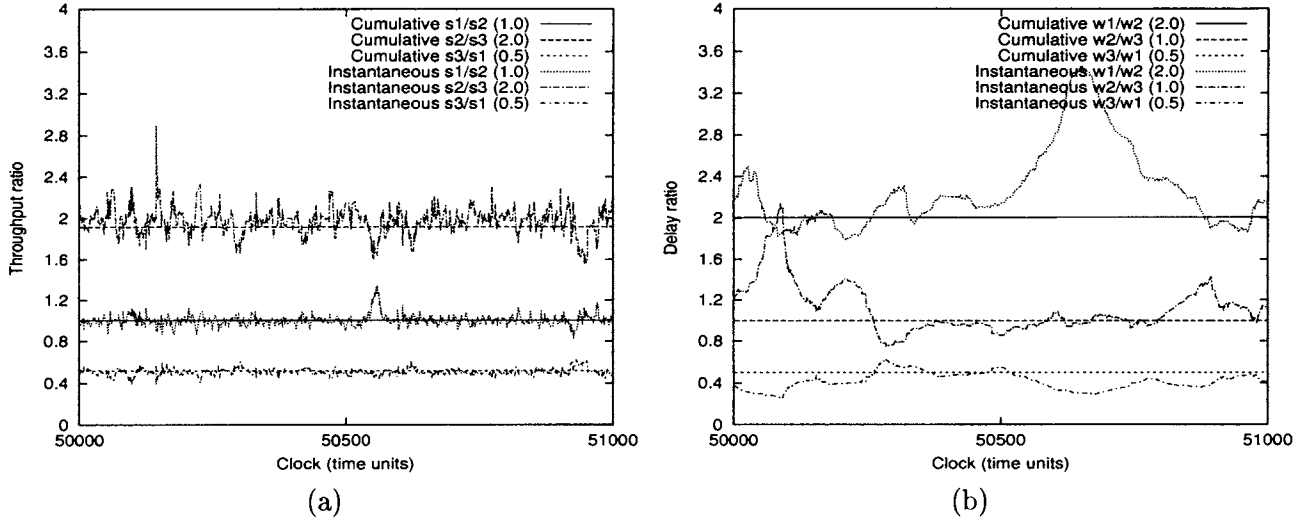 4
3.6
3.2
2.8
2.4
2
1.6
1.2
0.8
0.4
0
Throughput ratio
Cumulative s1/s2 (1.0)
Cumulative s2/s3 (2.0)
Cumulative s3/s1 (0.5)
Instantaneous s1/s2 (1.0)
Instantaneous s2/s3 (2.0)
Instantaneous s3/s1 (0.5)
50000
50500
51000
Clock (time units)
(a)
4
3.6
3.2
2.8
2.4
2
1.6
1.2
0.8
0.4
0
Delay ratio
Cumulative w1/w2 (2.0)
Cumulative w2/w3 (1.0)
Cumulative w3/w1 (0.5)
Instantaneous w1/w2 (2.0)
Instantaneous w2/w3 (1.0)
Instantaneous w3/w1 (0.5)
50000
50500
51000
Clock (time units)
(b)